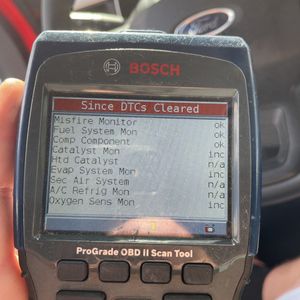 BOSCH
Ford
Since DTCs Cleared
Misfire Monitor ok
Fuel System Mon ok
Comp Component ok
Catalyst Mon inc
Htd Catalyst n/a
Evap System Mon inc
Sec Air System n/a
A/C Refrig Mon n/a
Oxygen Sens Mon inc
ProGrade OBD II Scan Tool